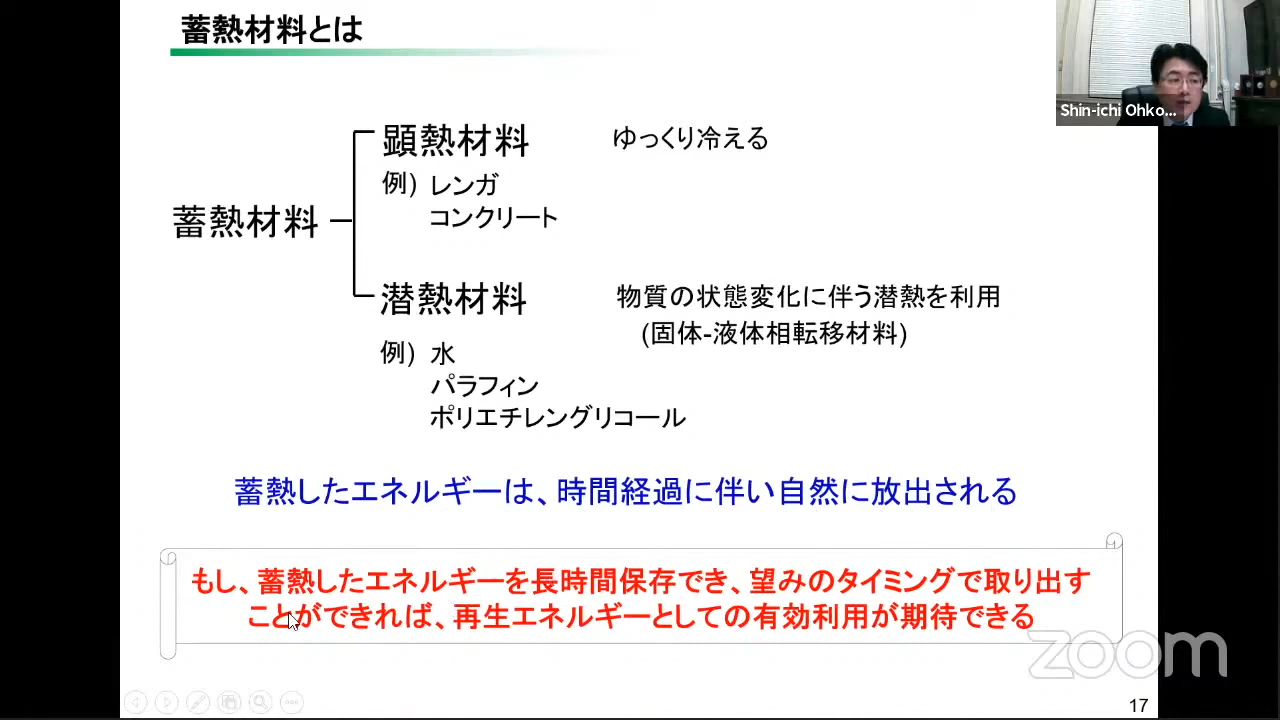 蓄熱材料とは
Shin-ichi Ohko...
顕熱材料 ゆっくり冷える
例) レンガ
コンクリート
蓄熱材料
潜熱材料 物質の状態変化に伴う潜熱を利用
(固体-液体相転移材料)
例) 水
パラフィン
ポリエチレングリコール
蓄熱したエネルギーは、時間経過に伴い自然に放出される
もし、蓄熱したエネルギーを長時間保存でき、望みのタイミングで取り出す
ことができれば、再生エネルギーとしての有効利用が期待できる
zoom
17